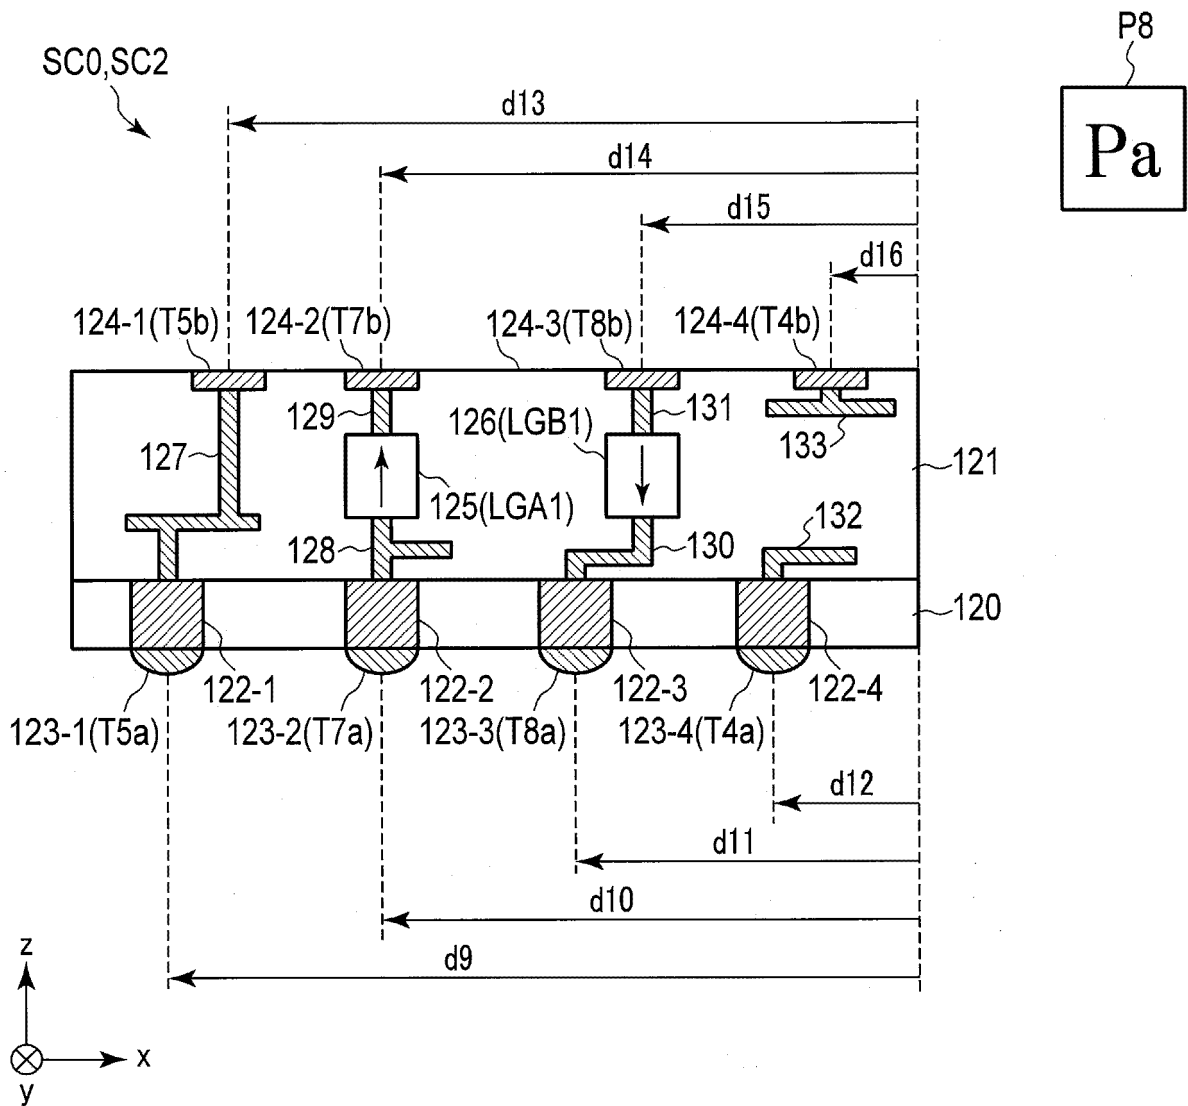 P8
SC0,SC2
Pa
d13
d14
d15
d16
124-1(T5b)
124-2(T7b)
124-3(T8b)
124-4(T4b)
129
126(LGB1)
131
133
127
125(LGA1)
121
128
130
132
120
122-1
122-2
122-3
122-4
123-1(T5a)
123-2(T7a)
123-3(T8a)
123-4(T4a)
d12
d11
d10
d9
z
x
y